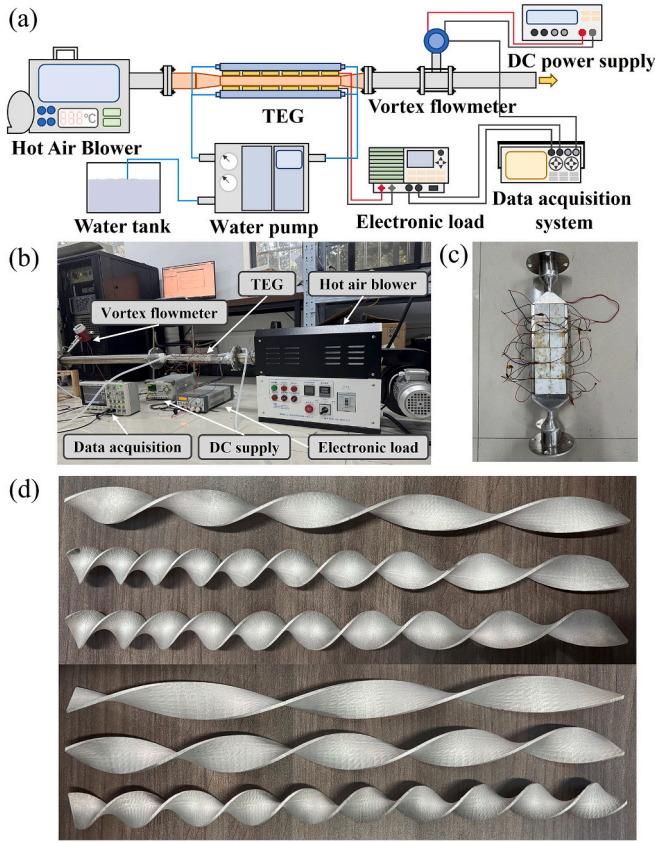 (a)
888°C
DC power supply
TEG
Vortex flowmeter
Hot Air Blower
Water tank
Water pump
Electronic load
Data acquisition
system
(b)
(c)
TEG
Hot air blower
Vortex flowmeter
Data acquisition
DC supply
Electronic load
(d)